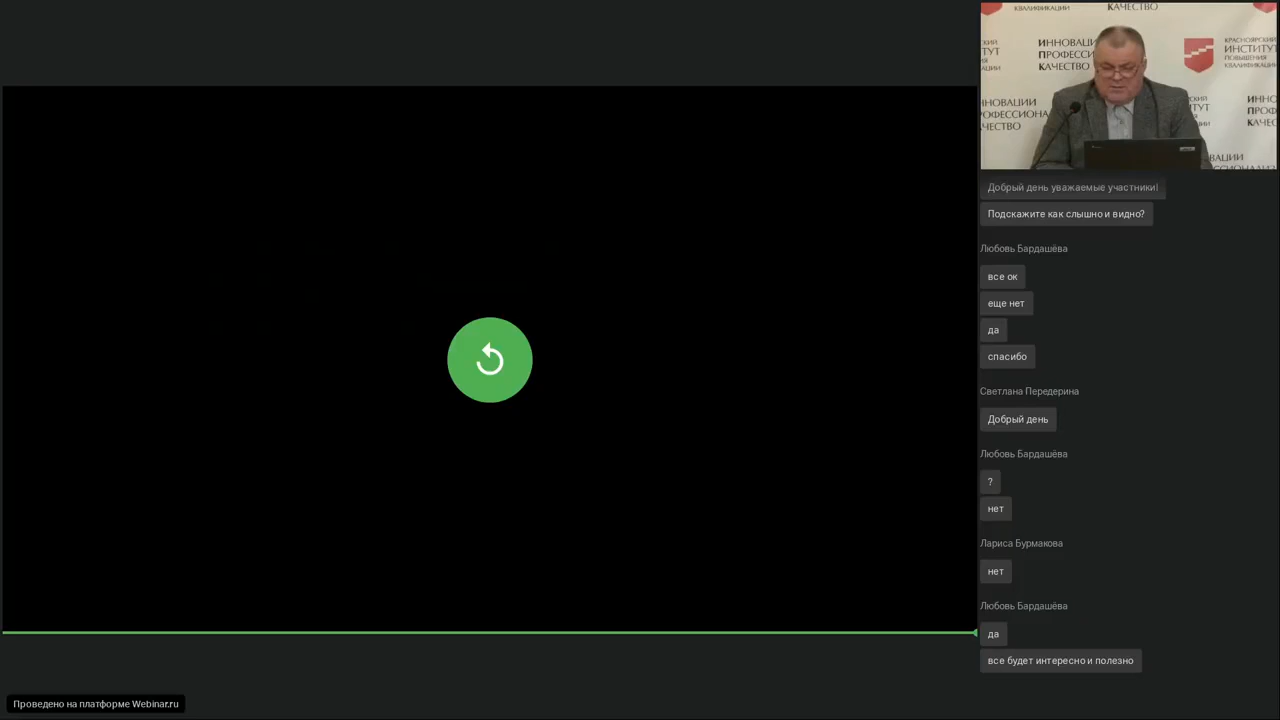 КВАЛИФИКАЦИИ
КАЧЕСТВО
ИННОВАЦИ
ПРОФЕСС
КАЧЕСТВО
КРАСНОЯРСКИЙ
ИНСТИТУТ
ПОВЫШЕНИЯ
КВАЛИФИКАЦИИ
Добрый день уважаемые участники!
Подскажите как слышно и видно?
Любовь Бардашёва
все ок
еще нет
да
спасибо
Светлана Передерина
Добрый день
Любовь Бардашёва
?
нет
Лариса Бурмакова
нет
Любовь Бардашёва
да
все будет интересно и полезно
Проведено на платформе Webinar.ru